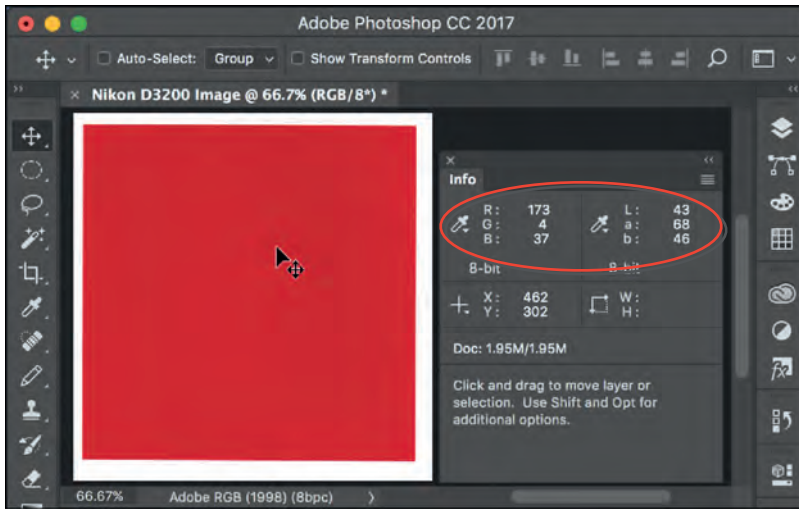 Adobe Photoshop CC 2017
Auto-Select: Group Show Transform Controls
× Nikon D3200 Image @ 66.7% (RGB/8*) *
Info
R: 173 L: 43
G: 4 a: 68
B: 37 b: 46
8-bit 8-bit
X: 462 W:
Y: 302 H:
Doc: 1.95M/1.95M
Click and drag to move layer or
selection. Use Shift and Opt for
additional options.
66.67% Adobe RGB (1998) (8bpc)